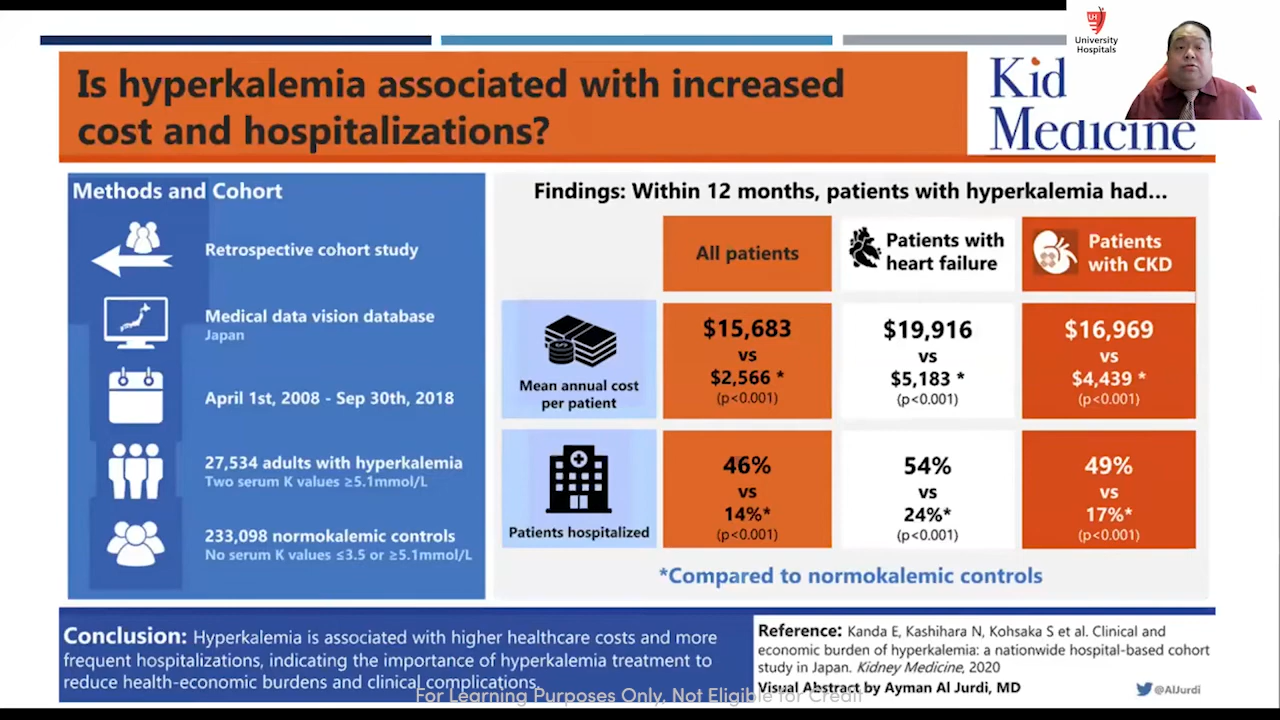 University
Hospitals
Is hyperkalemia associated with increased
cost and hospitalizations?
Kid
Medicine
Methods and Cohort
Retrospective cohort study
Medical data vision database
Japan
April 1st, 2008 - Sep 30th, 2018
27,534 adults with hyperkalemia
Two serum K values ≥5.1mmol/L
233,098 normokalemic controls
No serum K values ≤3.5 or ≥5.1mmol/L
Findings: Within 12 months, patients with hyperkalemia had...
All patients
Patients with
heart failure
Patients
with CKD
Mean annual cost
per patient
$15,683
vs
$2,566 *
(p<0.001)
$19,916
vs
$5,183 *
(p<0.001)
$16,969
vs
$4,439 *
(p<0.001)
Patients hospitalized
46%
vs
14%*
(p<0.001)
54%
vs
24%*
(p<0.001)
49%
vs
17%*
(p<0.001)
*Compared to normokalemic controls
Conclusion: Hyperkalemia is associated with higher healthcare costs and more
frequent hospitalizations, indicating the importance of hyperkalemia treatment to
reduce health-economic burdens and clinical complications.
Reference: Kanda E, Kashihara N, Kohsaka S et al. Clinical and
economic burden of hyperkalemia: a nationwide hospital-based cohort
study in Japan. Kidney Medicine, 2020
Visual Abstract by Ayman Al Jurdi, MD
@AlJurdi
For Learning Purposes Only, Not Eligible for Credit